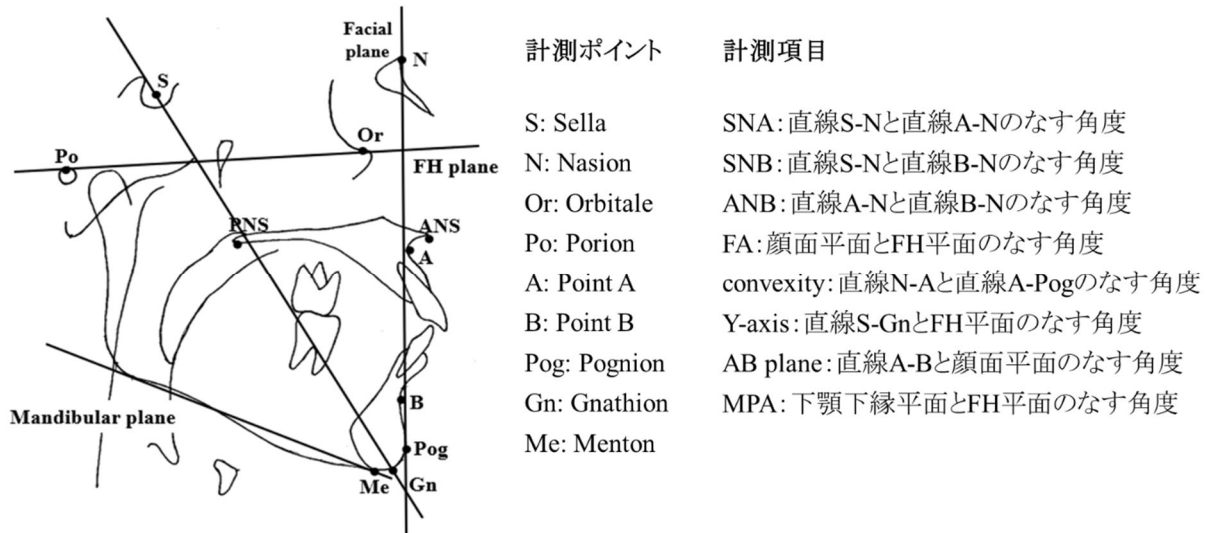 Facial
plane
N
S
Or
Po
FH plane
PNS
ANS
A
Mandibular plane
B
Pog
Me
Gn
計測ポイント
S: Sella
N: Nasion
Or: Orbitale
Po: Porion
A: Point A
B: Point B
Pog: Pognion
Gn: Gnathion
Me: Menton
計測項目
SNA:直線S-Nと直線A-Nのなす角度
SNB:直線S-Nと直線B-Nのなす角度
ANB:直線A-Nと直線B-Nのなす角度
FA:顔面平面とFH平面のなす角度
convexity:直線N-Aと直線A-Pogのなす角度
Y-axis:直線S-GnとFH平面のなす角度
AB plane:直線A-Bと顔面平面のなす角度
MPA:下顎下縁平面とFH平面のなす角度